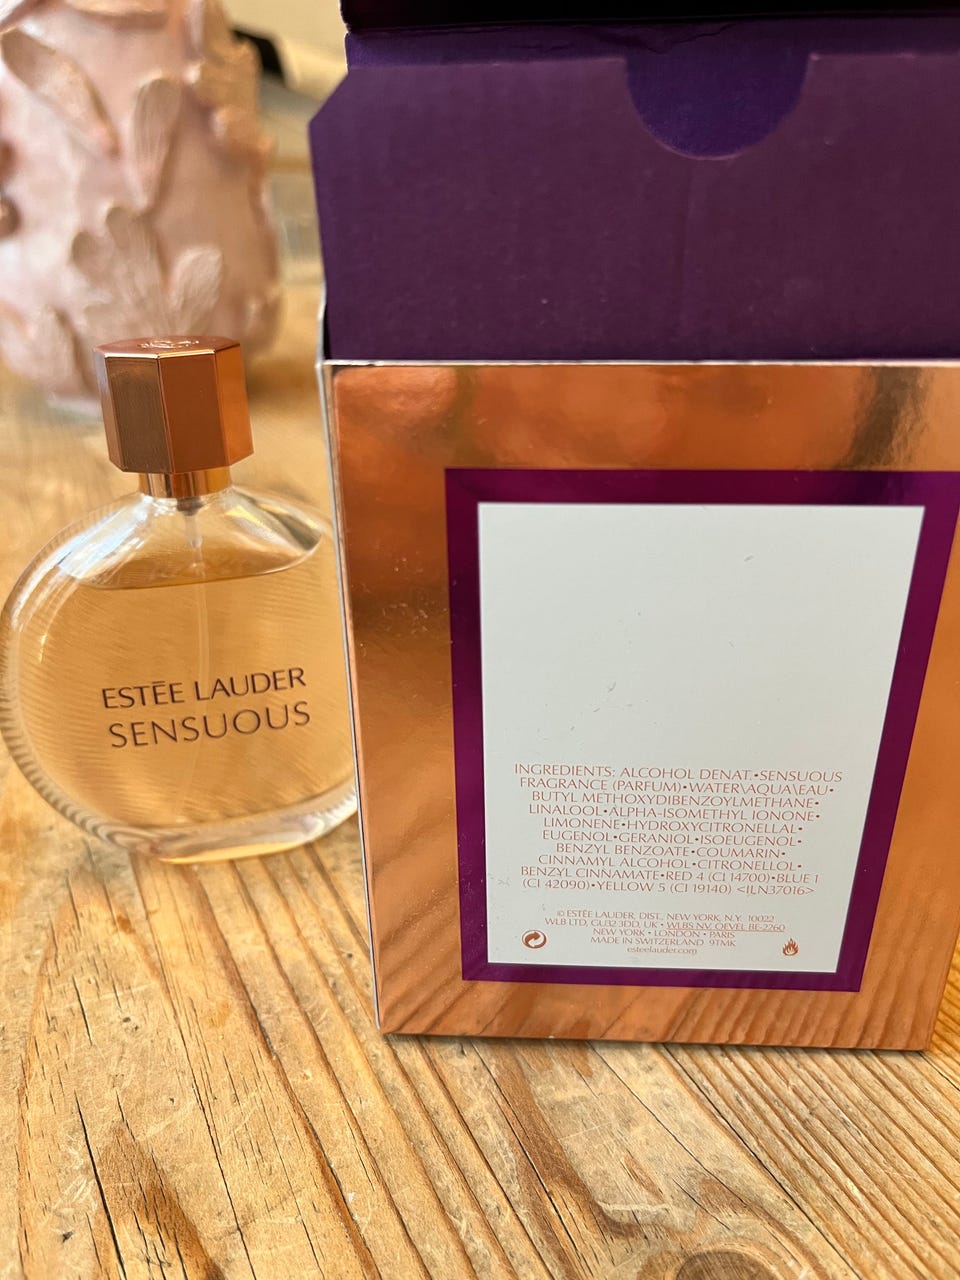 ESTĒE LAUDER
SENSUOUS
INGREDIENTS: ALCOHOL DENAT.•SENSUOUS
FRAGRANCE (PARFUM)•WATER\AQUA\EAU•
BUTYL METHOXYDIBENZOYLMETHANE•
LINALOOL•ALPHA-ISOMETHYL IONONE•
LIMONENE•HYDROXYCITRONELLAL•
EUGENOL•GERANIOL•ISOEUGENOL•
BENZYL BENZOATE•COUMARIN•
CINNAMYL ALCOHOL•CITRONELLOL•
BENZYL CINNAMATE•RED 4 (CI 14700)•BLUE 1
(CI 42090)•YELLOW 5 (CI 19140) <ILN37016>
© ESTÉE LAUDER, DIST., NEW YORK, N.Y. 10022
WLB LTD, GU32 3DD, UK • WLBS NV. OEVEL BE-2260
NEW YORK • LONDON • PARIS
MADE IN SWITZERLAND 9TMK
esteelauder.com